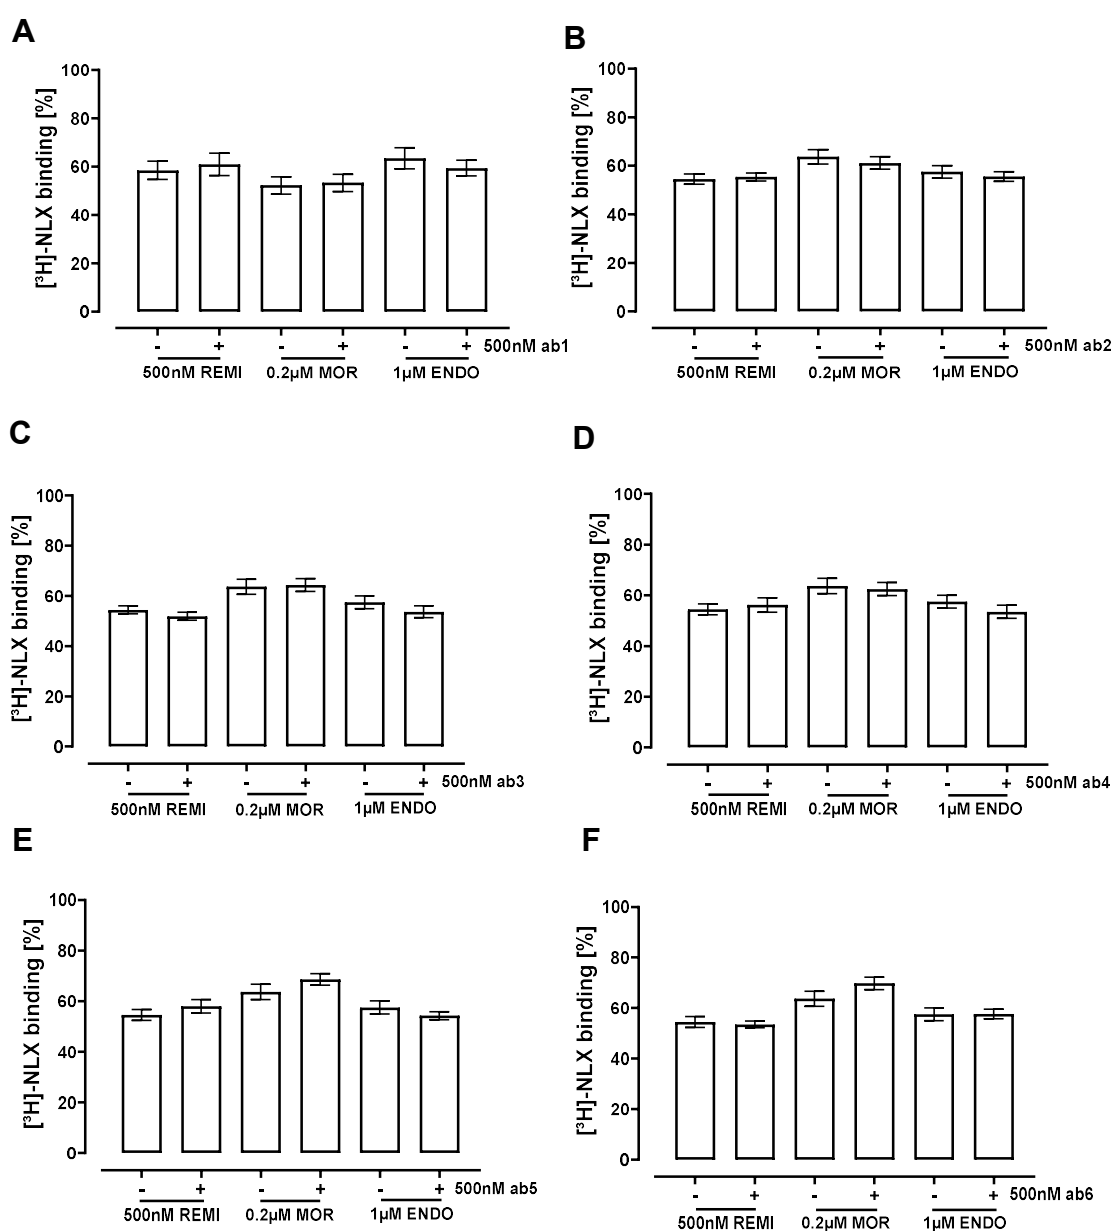 A
[³H]-NLX binding [%]
100
80
60
40
20
0
- + - + - + 500nM ab1
500nM REMI 0.2µM MOR 1µM ENDO
B
[³H]-NLX binding [%]
100
80
60
40
20
0
- + - + - + 500nM ab2
500nM REMI 0.2µM MOR 1µM ENDO
C
[³H]-NLX binding [%]
100
80
60
40
20
0
- + - + - + 500nM ab3
500nM REMI 0.2µM MOR 1µM ENDO
D
[³H]-NLX binding [%]
100
80
60
40
20
0
- + - + - + 500nM ab4
500nM REMI 0.2µM MOR 1µM ENDO
E
[³H]-NLX binding [%]
100
80
60
40
20
0
- + - + - + 500nM ab5
500nM REMI 0.2µM MOR 1µM ENDO
F
[³H]-NLX binding [%]
100
80
60
40
20
0
- + - + - + 500nM ab6
500nM REMI 0.2µM MOR 1µM ENDO